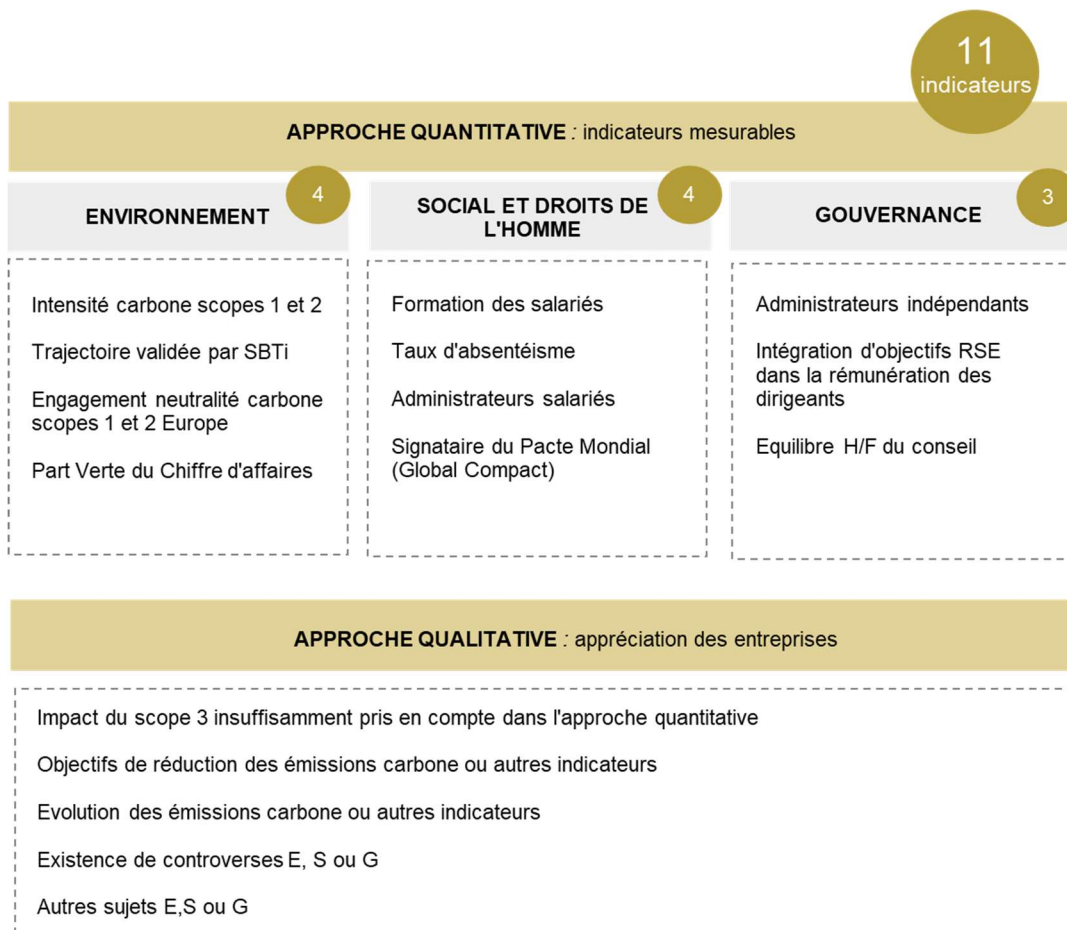 11
indicateurs
APPROCHE QUANTITATIVE : indicateurs mesurables
4
ENVIRONNEMENT
Intensité carbone scopes 1 et 2
Trajectoire validée par SBTi
Engagement neutralité carbone
scopes 1 et 2 Europe
Part Verte du Chiffre d'affaires
4
SOCIAL ET DROITS DE
L'HOMME
Formation des salariés
Taux d'absentéisme
Administrateurs salariés
Signataire du Pacte Mondial
(Global Compact)
3
GOUVERNANCE
Administrateurs indépendants
Intégration d'objectifs RSE
dans la rémunération des
dirigeants
Equilibre H/F du conseil
APPROCHE QUALITATIVE : appréciation des entreprises
Impact du scope 3 insuffisamment pris en compte dans l'approche quantitative
Objectifs de réduction des émissions carbone ou autres indicateurs
Evolution des émissions carbone ou autres indicateurs
Existence de controverses E, S ou G
Autres sujets E,S ou G